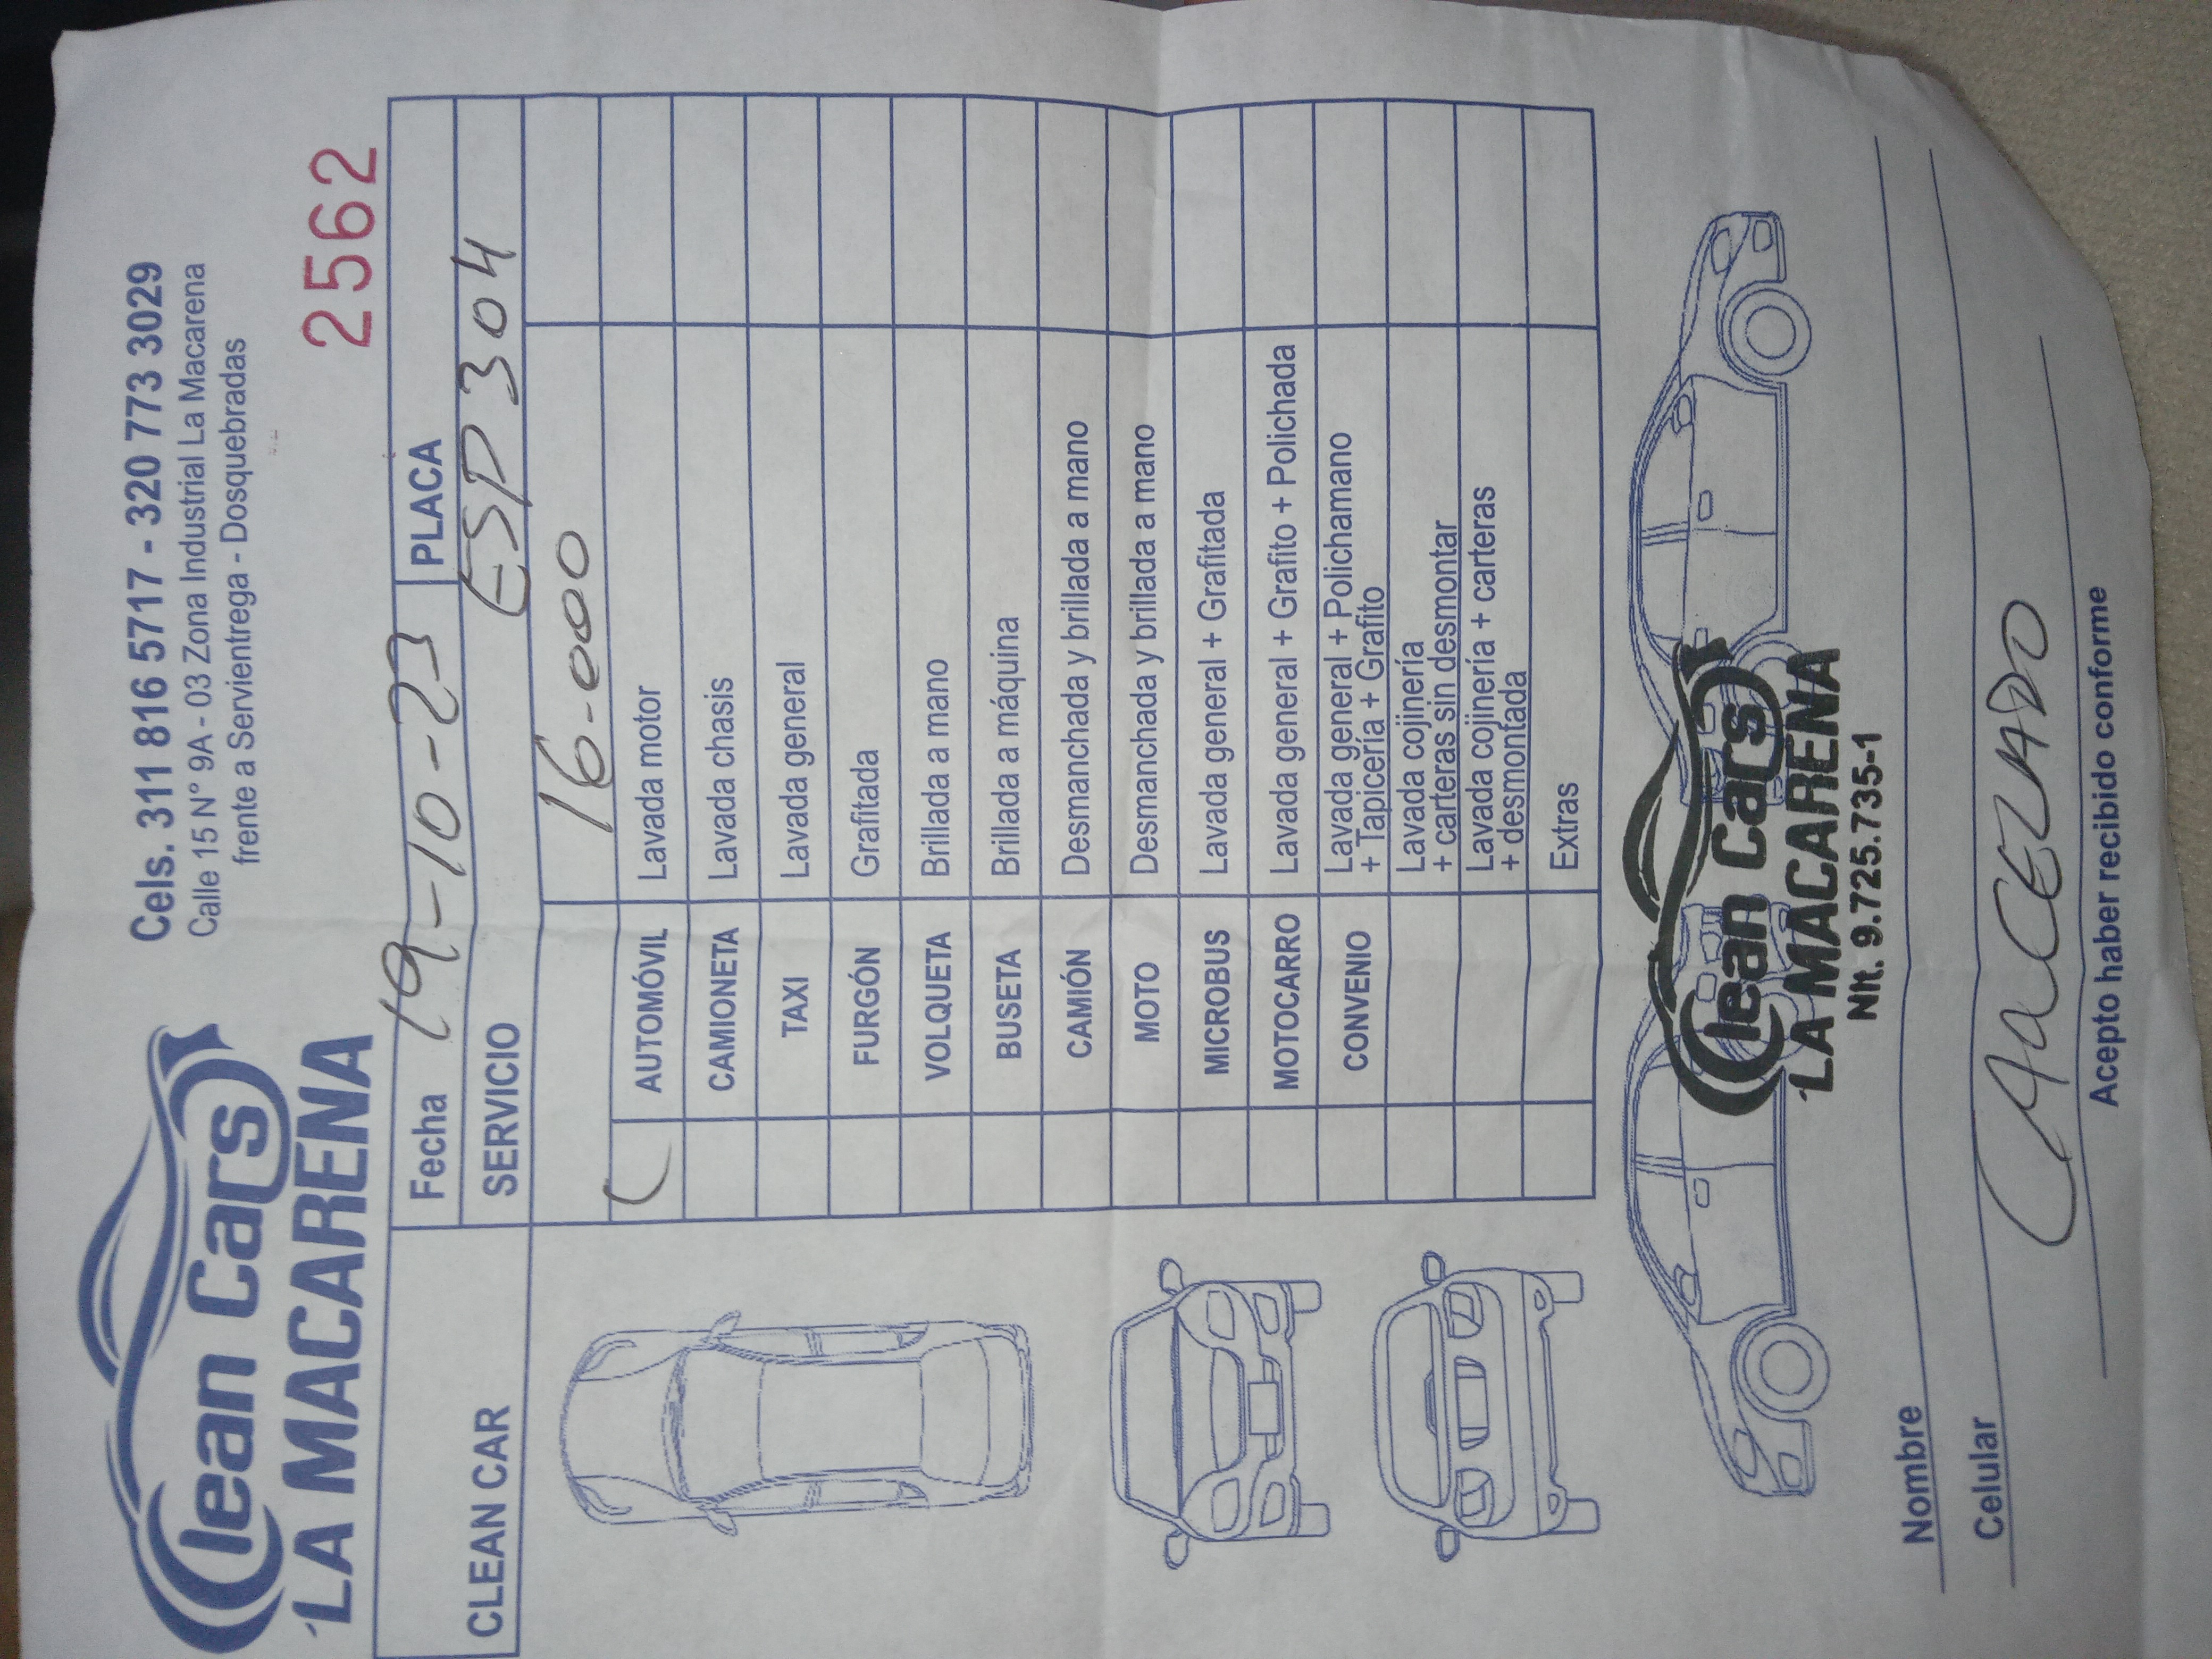 Clean Cars
LA MACARENA
Cels. 311 816 5717 - 320 773 3029
Calle 15 N° 9A - 03 Zona Industrial La Macarena
frente a Servientrega - Dosquebradas
2562
Fecha 19-10-23 PLACA
CLEAN CAR SERVICIO ESP304
16.000
AUTOMÓVIL Lavada motor
CAMIONETA Lavada chasis
TAXI Lavada general
FURGÓN Grafitada
VOLQUETA Brillada a mano
BUSETA Brillada a máquina
CAMIÓN Desmanchada y brillada a mano
MOTO Desmanchada y brillada a mano
MICROBUS Lavada general + Grafitada
MOTOCARRO Lavada general + Grafito + Polichada
CONVENIO Lavada general + Polichamano
+ Tapicería + Grafito
Lavada cojinería
+ carteras sin desmontar
Lavada cojinería + carteras
+ desmontada
Extras
Clean Cars
LA MACARENA
Nit. 9.725.735-1
Nombre
Celular
Acepto haber recibido conforme